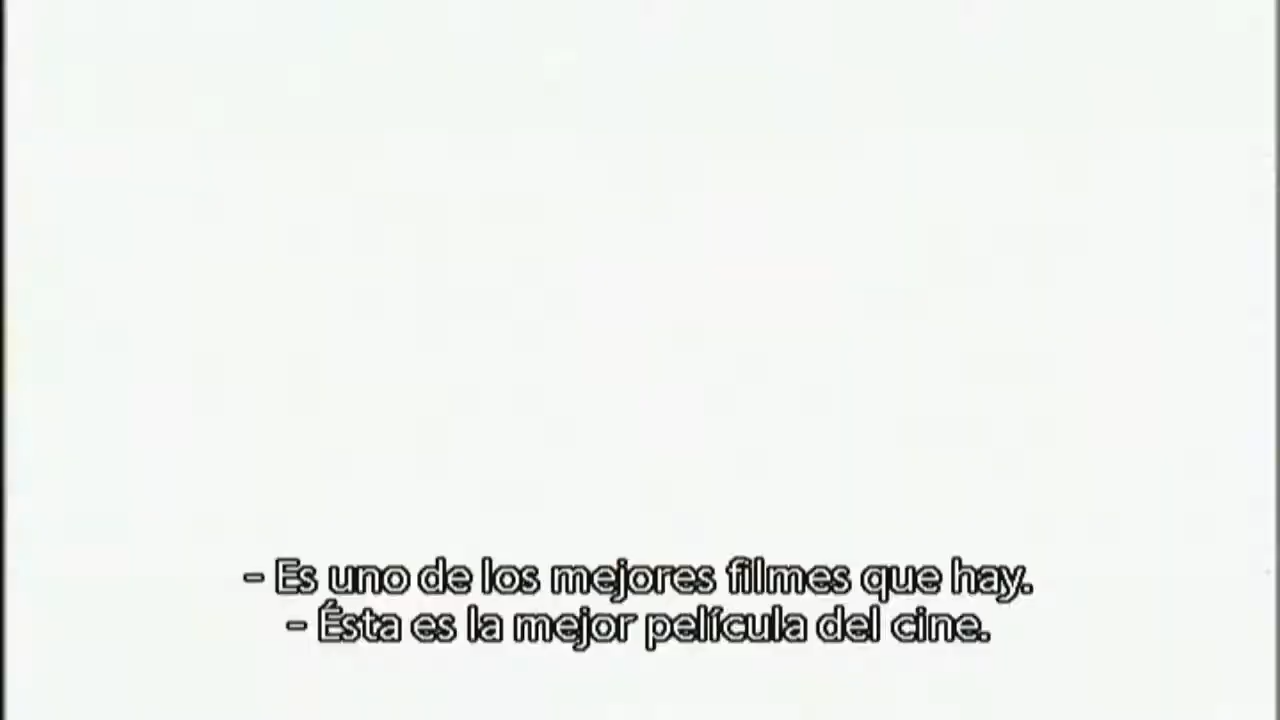 - Es uno de los mejores filmes que hay.
- Ésta es la mejor película del cine.